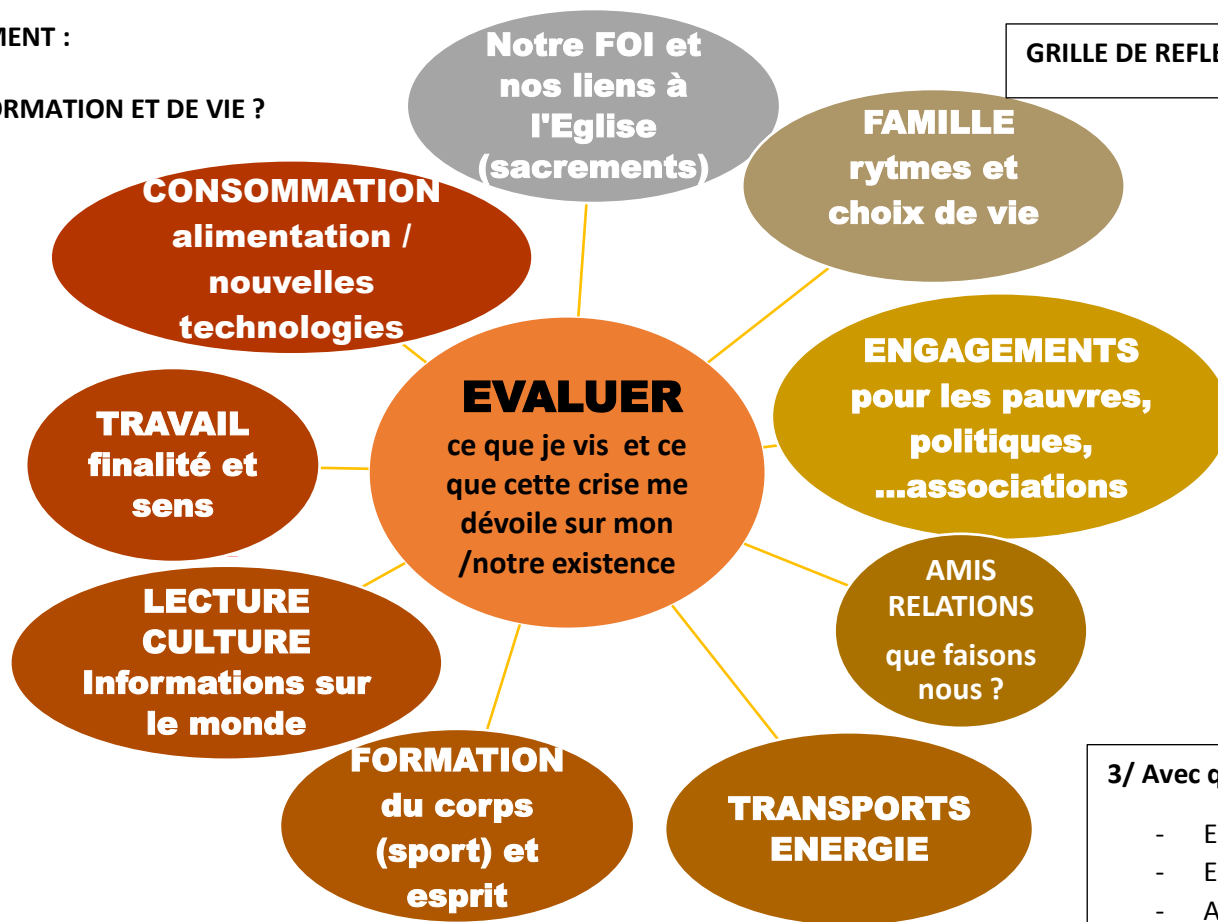 MENT :
ORMATION ET DE VIE ?
GRILLE DE REFLE
Notre FOI et
nos liens à
l'Eglise
(sacrements)
FAMILLE
rytmes et
choix de vie
CONSOMMATION
alimentation /
nouvelles
technologies
ENGAGEMENTS
pour les pauvres,
politiques,
...associations
EVALUER
ce que je vis et ce
que cette crise me
dévoile sur mon
/notre existence
TRAVAIL
finalité et
sens
AMIS
RELATIONS
que faisons
nous ?
LECTURE
CULTURE
Informations sur
le monde
FORMATION
du corps
(sport) et
esprit
TRANSPORTS
ENERGIE
3/ Avec q
- E
- E
- A